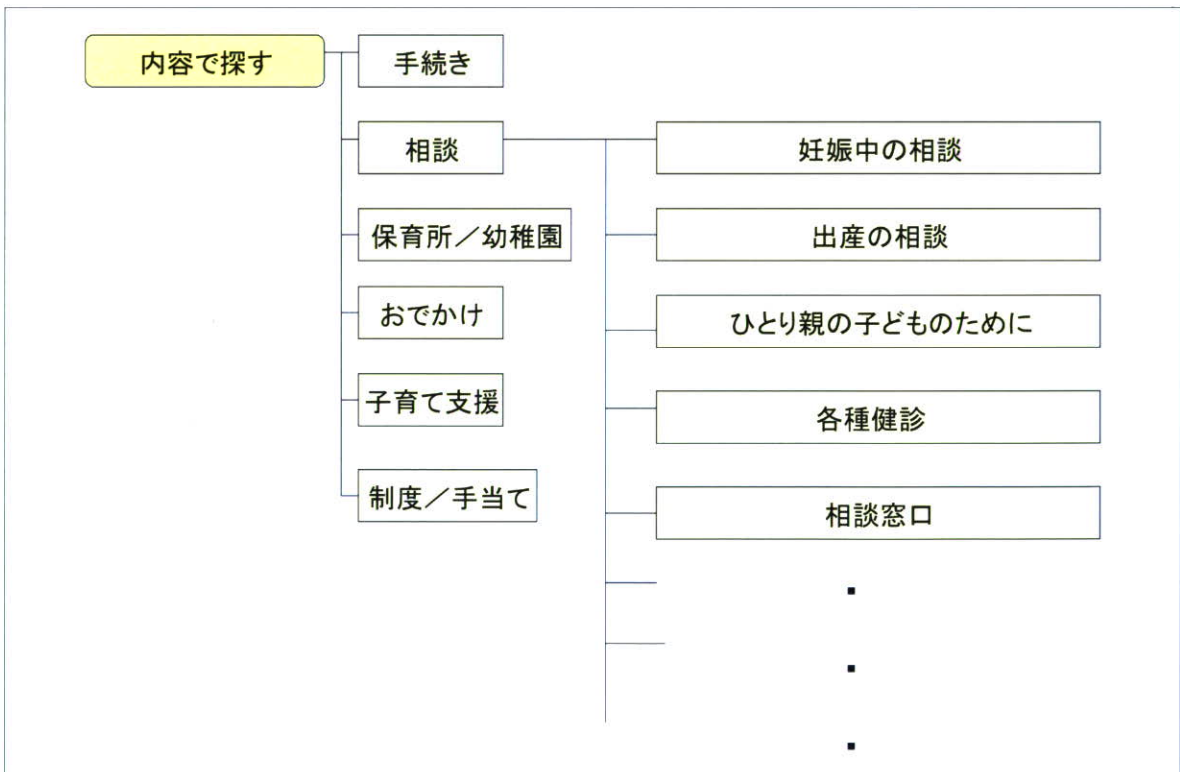 内容で探す
手続き
相談
保育所／幼稚園
おでかけ
子育て支援
制度／手当て
妊娠中の相談
出産の相談
ひとり親の子どものために
各種健診
相談窓口